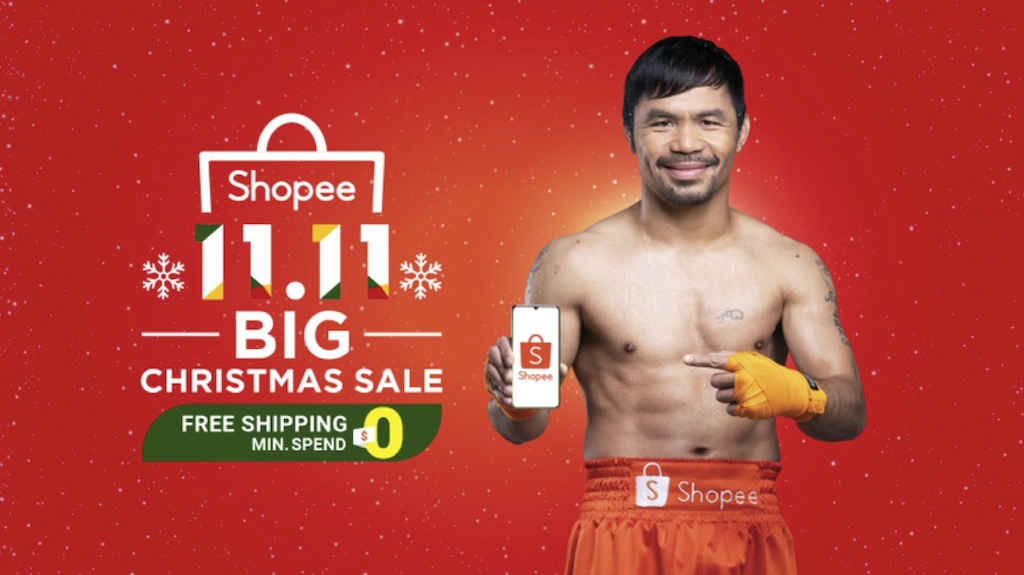 Shopee
11.11
BIG
CHRISTMAS SALE
FREE SHIPPING
MIN. SPEND $0
S
Shopee
S Shopee